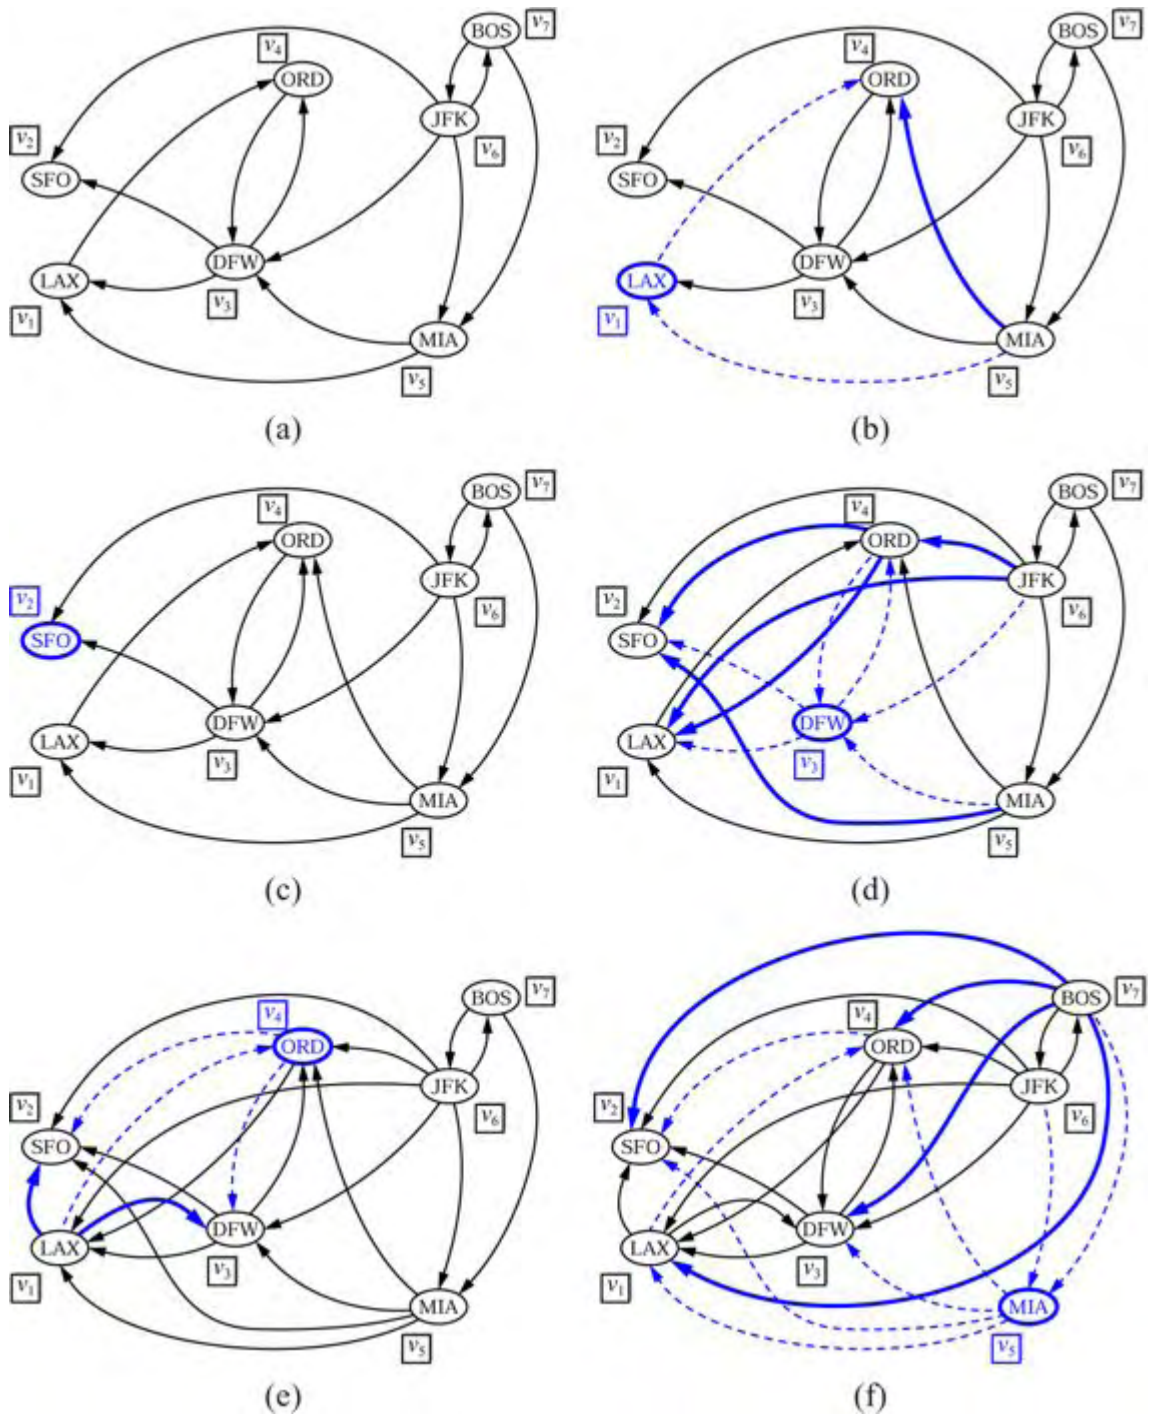 BOS v7
v4
ORD
JFK
v2
v6
SFO
DFW
LAX
v3
v1
MIA
v5
(a)
BOS v7
v4
ORD
JFK
v2
v6
SFO
DFW
LAX
v3
v1
MIA
v5
(b)
BOS v7
v4
ORD
v2
JFK
v6
SFO
DFW
LAX
v3
v1
MIA
v5
(c)
BOS v7
v4
ORD
v2
JFK
v6
SFO
DFW
LAX
v3
v1
MIA
v5
(d)
BOS v7
v4
ORD
JFK
v2
v6
SFO
DFW
LAX
v3
v1
MIA
v5
(e)
BOS v7
v4
ORD
JFK
v2
v6
SFO
DFW
LAX
v3
v1
MIA
v5
(f)